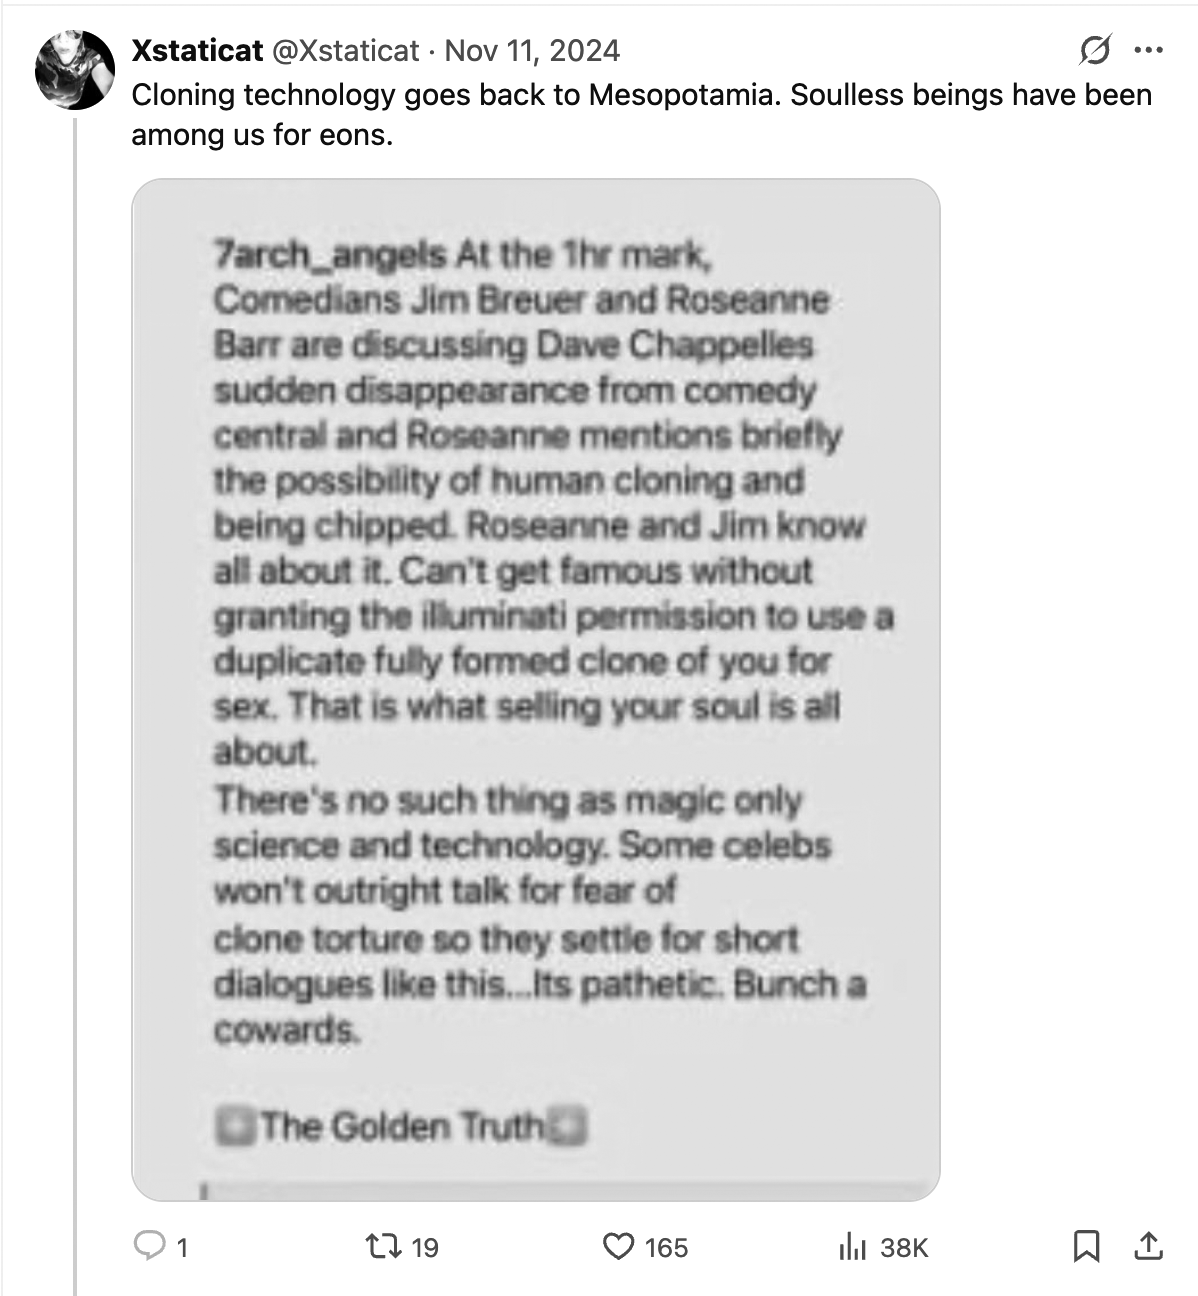 Xstaticat @Xstaticat · Nov 11, 2024
Cloning technology goes back to Mesopotamia. Soulless beings have been
among us for eons.
7arch_angels At the 1hr mark,
Comedians Jim Breuer and Roseanne
Barr are discussing Dave Chappelles
sudden disappearance from comedy
central and Roseanne mentions briefly
the possibility of human cloning and
being chipped. Roseanne and Jim know
all about it. Can't get famous without
granting the illuminati permission to use a
duplicate fully formed clone of you for
sex. That is what selling your soul is all
about.
There's no such thing as magic only
science and technology. Some celebs
won't outright talk for fear of
clone torture so they settle for short
dialogues like this...Its pathetic. Bunch a
cowards.
The Golden Truth
1 19 165 38K